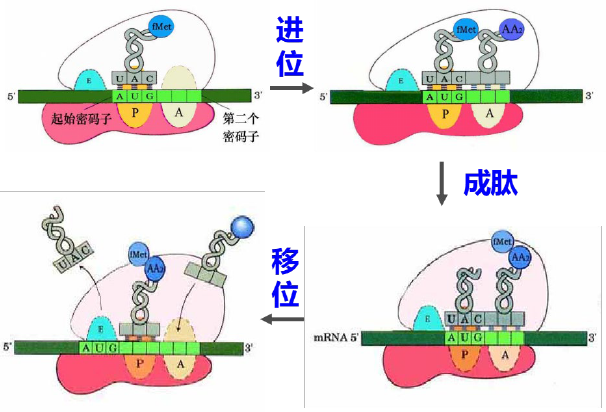 fMet
U A C
E
5' A U G 3'
起始密码子 P A 第二个
密码子
进位
fMet AA₂
U A C
E
5' A U G 3'
P A
成肽
fMet
AA₂
U A C
E
mRNA 5' A U G 3'
P A
移位
U A C
fMet
AA₂
E
5' A U G 3'
P A